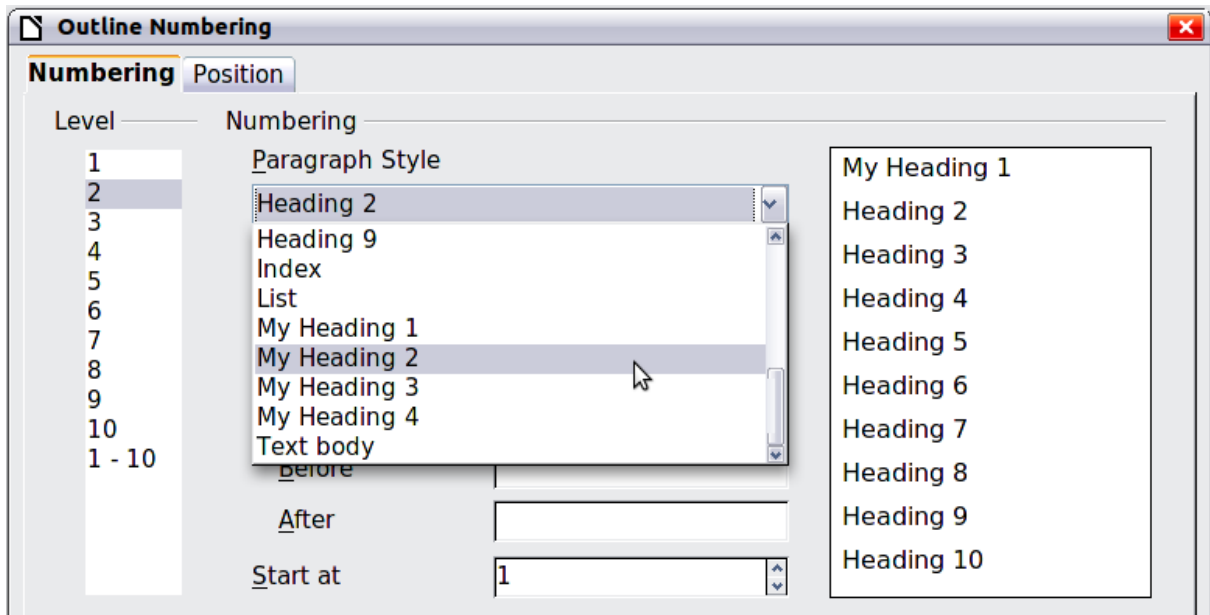 Outline Numbering
Numbering Position
Level Numbering
1
2
3
4
5
6
7
8
9
10
1 - 10
Paragraph Style
Heading 2
Heading 9
Index
List
My Heading 1
My Heading 2
My Heading 3
My Heading 4
Text body
Before
After
Start at 1
My Heading 1
Heading 2
Heading 3
Heading 4
Heading 5
Heading 6
Heading 7
Heading 8
Heading 9
Heading 10